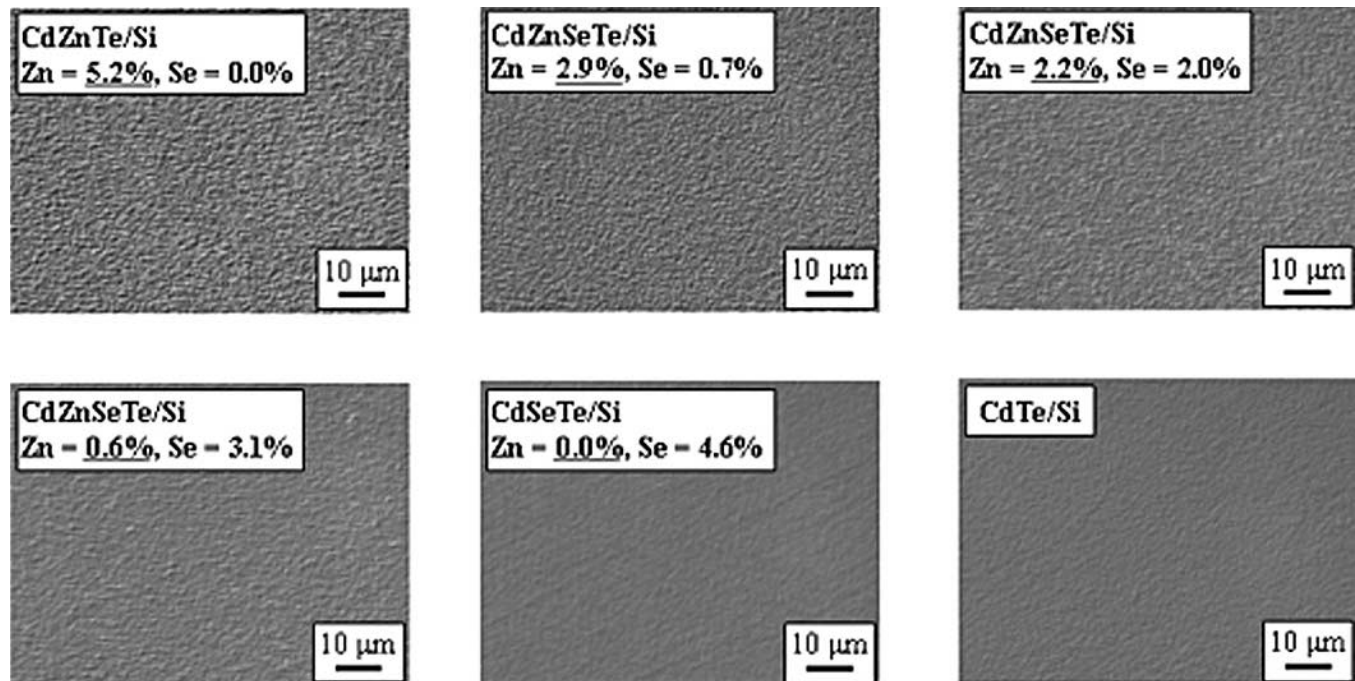 CdZnTe/Si
Zn = 5.2%, Se = 0.0%
10 µm
CdZnSeTe/Si
Zn = 2.9%, Se = 0.7%
10 µm
CdZnSeTe/Si
Zn = 2.2%, Se = 2.0%
10 µm
CdZnSeTe/Si
Zn = 0.6%, Se = 3.1%
10 µm
CdSeTe/Si
Zn = 0.0%, Se = 4.6%
10 µm
CdTe/Si
10 µm